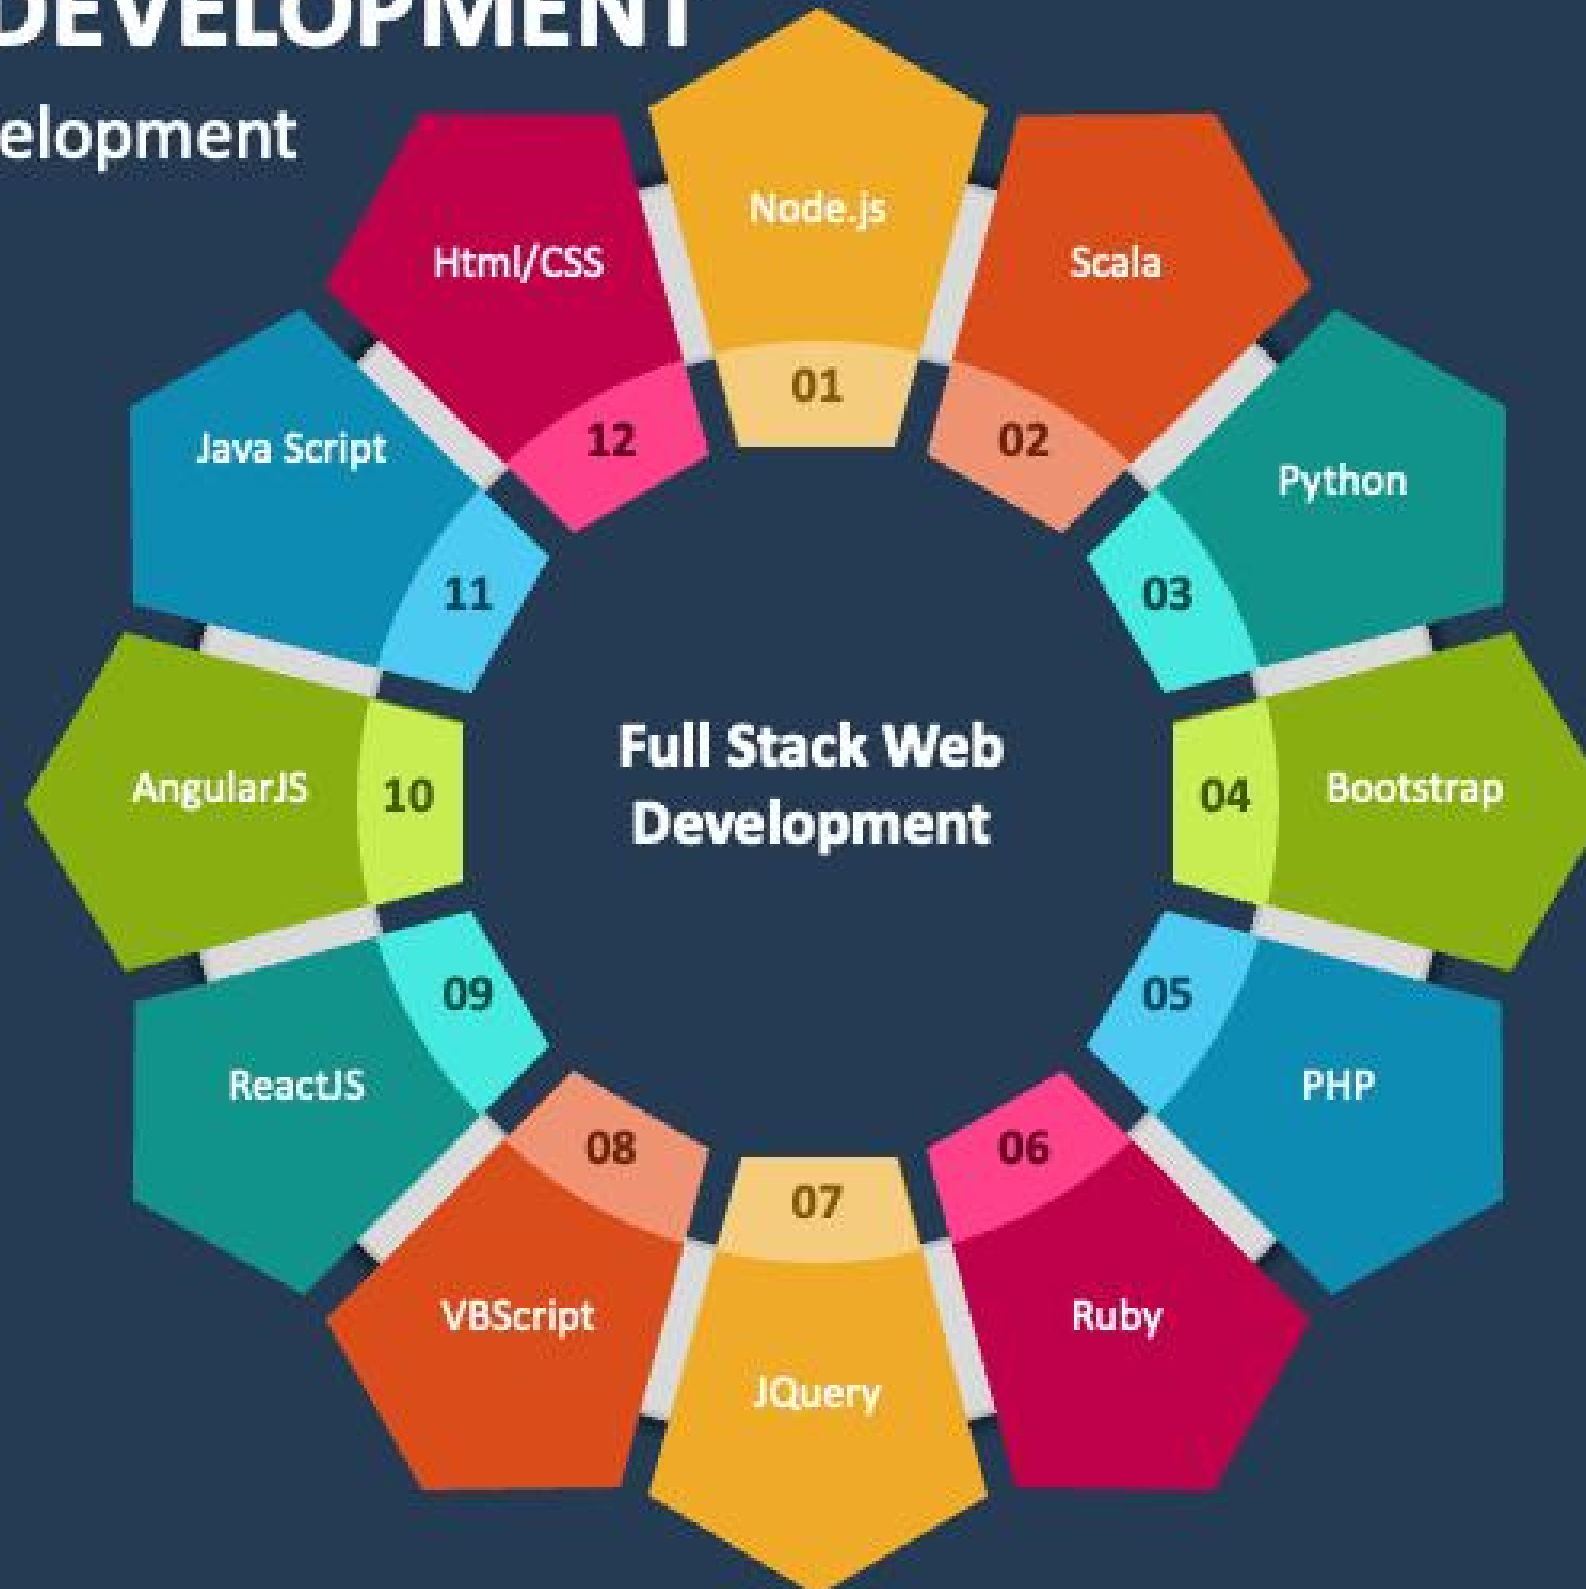 DEVELOPMENT
elopment
Node.js
01
Scala
02
Python
03
Bootstrap
04
PHP
05
Ruby
06
JQuery
07
VBScript
08
ReactJS
09
AngularJS
10
Java Script
11
Html/CSS
12
Full Stack Web
Development